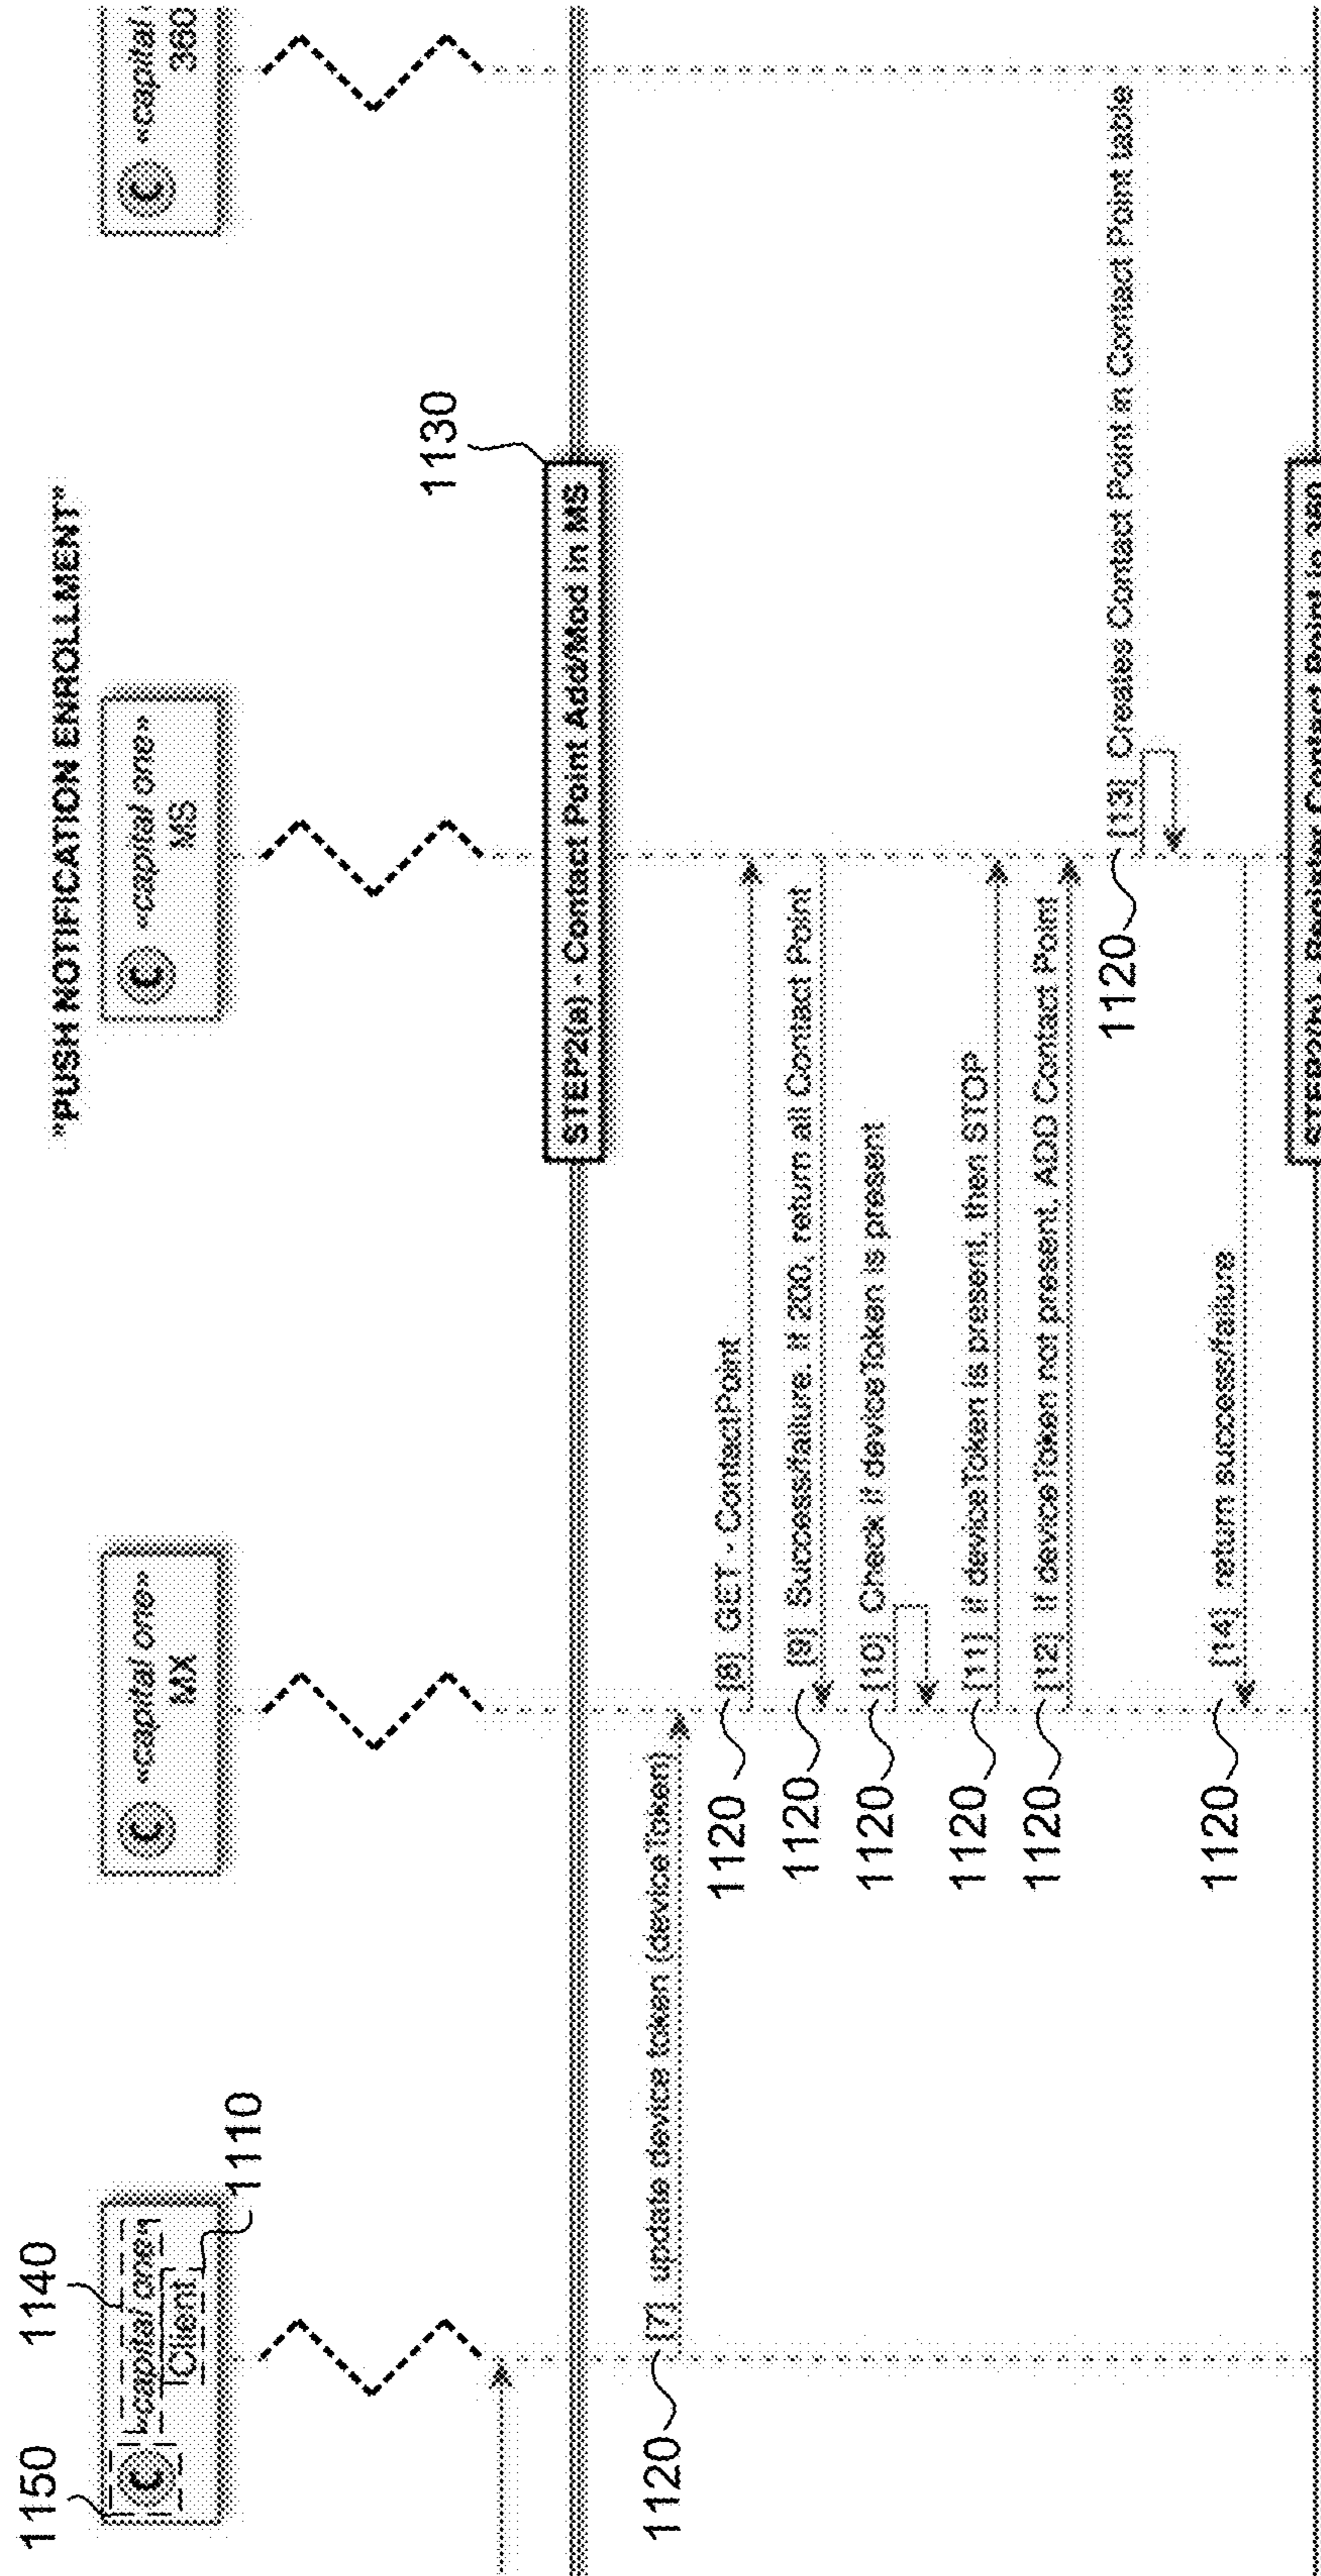 "PUSH NOTIFICATION ENROLLMENT"
1150
1140
C «capital one»
Client
1110
C «capital one»
MX
C «capital one»
MS
C «capital
360
1130
STEP2(a) - Contact Point Add/Mod in MS
1120
[7] update device token (deviceToken)
1120
[8] GET - ContactPoint
1120
[9] Success/failure. If 200, return all Contact Point
1120
[10] Check if deviceToken is present
1120
[11] If deviceToken is present, then STOP
1120
[12] If deviceToken not present, ADD Contact Point
1120
[13] Creates Contact Point in Contact Point table
1120
[14] return success/failure
Contact Point in 360